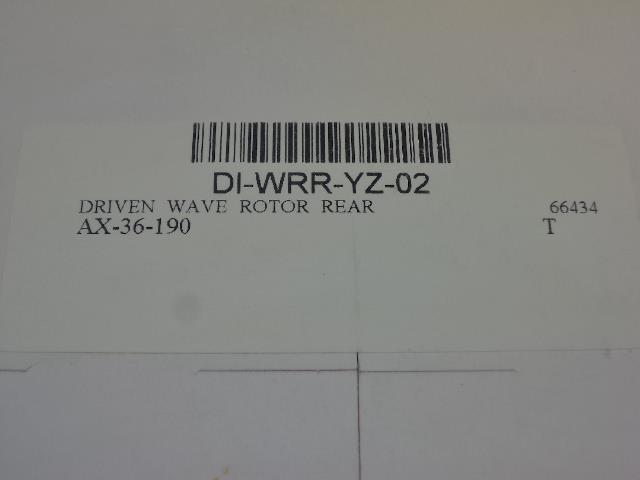 DI-WRR-YZ-02
DRIVEN WAVE ROTOR REAR 66434
AX-36-190 T